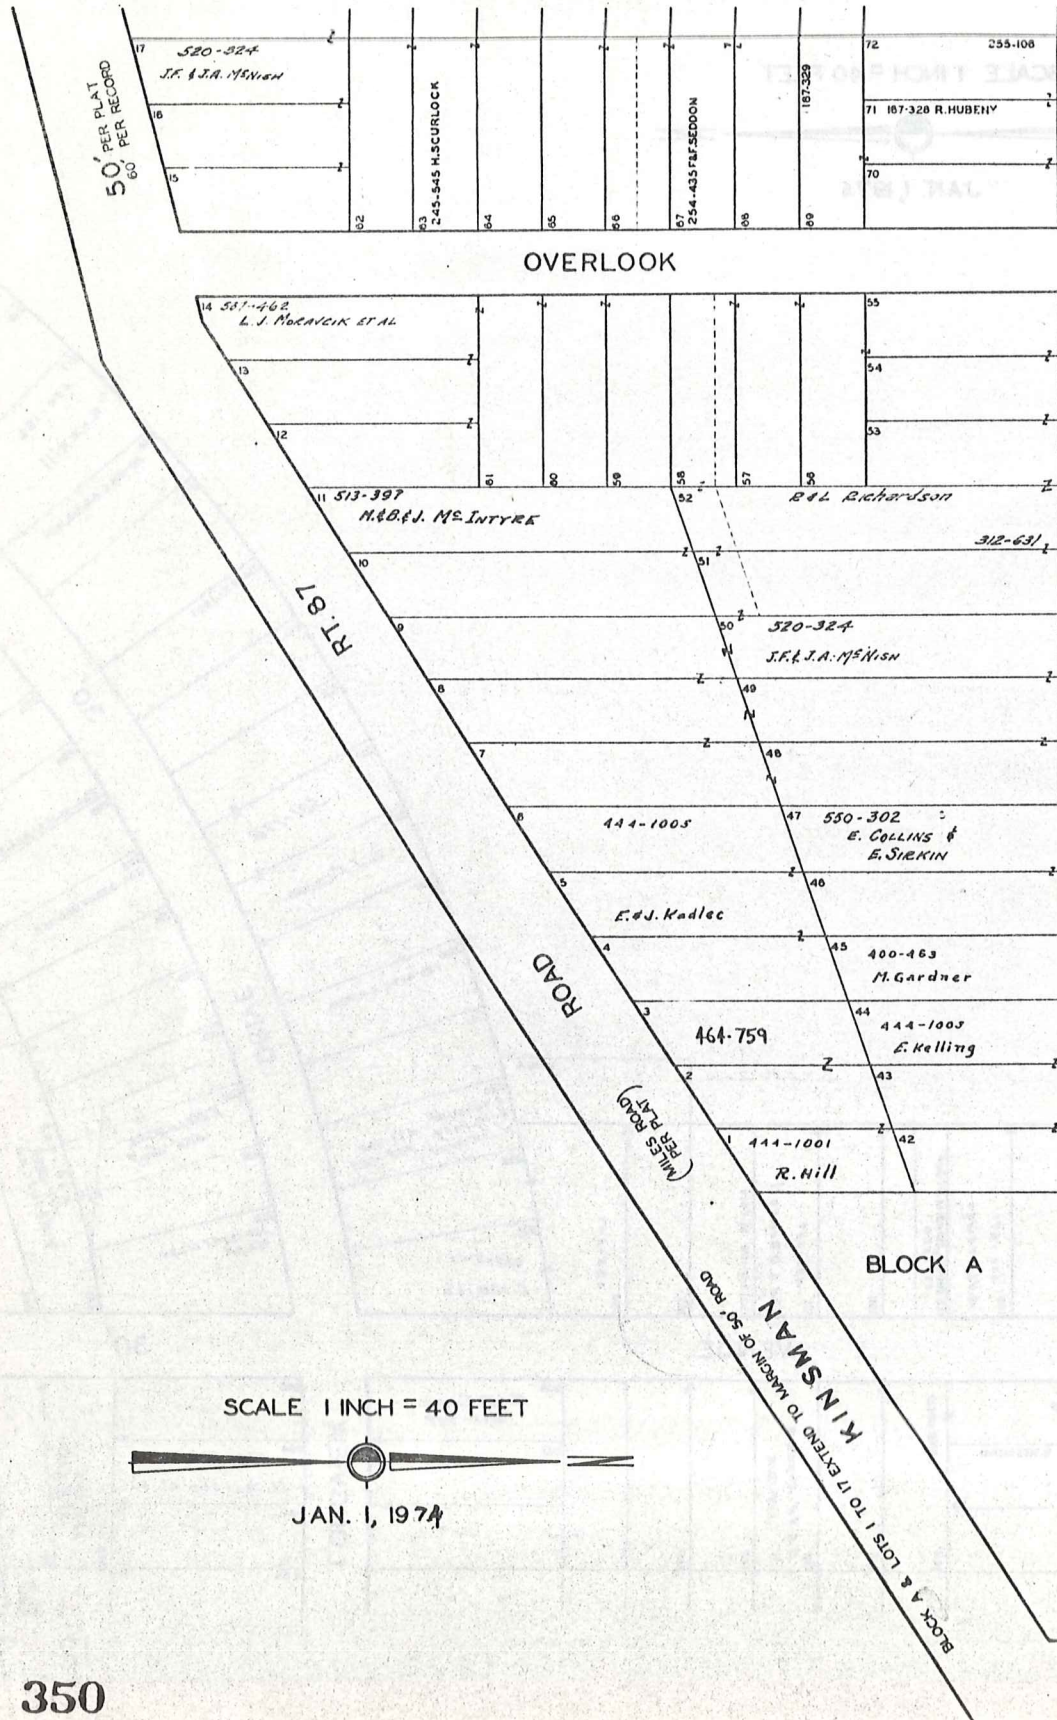 17
520-324
J.F. & J.A. McNish
16
15
50' PER PLAT
60' PER RECORD
62
63
245-545 H.SCURLOCK
64
65
66
67
254-435 F&F.SEDDON
68
69
187-329
72
255-108
71 187-328 R.HUBENY
70
OVERLOOK
14
L.J. MORAVCIK ET AL
13
12
61
60
59
58
57
56
55
54
53
11 513-397
M.&B.&J. McINTYRE
52
R&L Richardson
10
51
312-631
9
50
520-324
J.F.& J.A. McNish
8
49
7
48
RT. 87
6
444-1005
47
550-302
E. COLLINS &
E. SIRKIN
5
46
E.&J. Kadlec
4
45
400-463
M. Gardner
ROAD
3
44
464-759
444-1003
E. Kelling
2
43
(MILES ROAD)
(PER PLAT)
1
444-1001
R. Hill
42
BLOCK A
KINSMAN
BLOCK A & LOTS 1 TO 17 EXTEND TO MARGIN OF 50' ROAD
SCALE 1 INCH = 40 FEET
N
JAN. 1, 1974
350